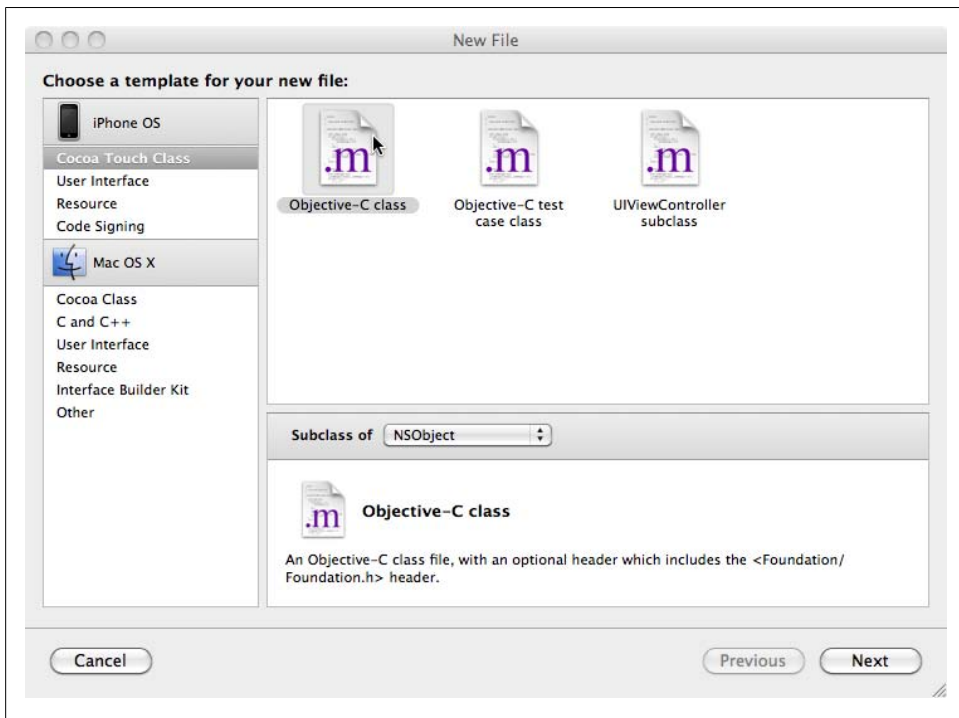 New File
Choose a template for your new file:
iPhone OS
Cocoa Touch Class
User Interface
Resource
Code Signing
Mac OS X
Cocoa Class
C and C++
User Interface
Resource
Interface Builder Kit
Other
.m
Objective-C class
.m
Objective-C test
case class
.m
UIViewController
subclass
Subclass of NSObject
.m
Objective-C class
An Objective-C class file, with an optional header which includes the <Foundation/
Foundation.h> header.
Cancel
Previous
Next